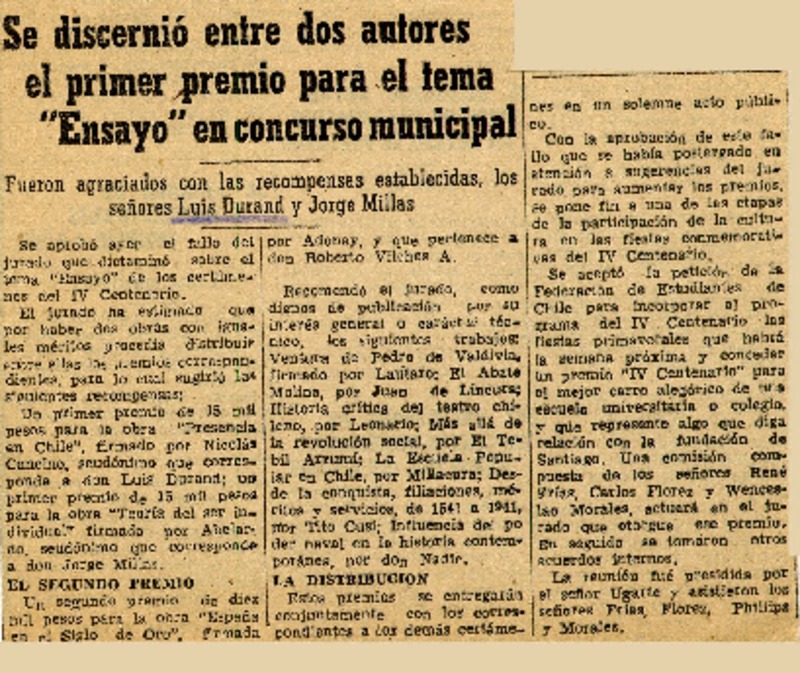 Se discernió entre dos autores
el primer premio para el tema
"Ensayo" en concurso municipal
Fueron agraciados con las recompensas establecidas, los
señores Luis Durand y Jorge Millas
Se aprobó ayer el fallo del
jurado que dictaminó sobre el
tema "Ensayo" de los certáme-
nes del IV Centenario.
El jurado ha estimado que
por haber dos obras con igua-
les méritos procedía distribuir
entre ellas los premios correspon-
dientes, para lo cual sugirió las
siguientes recompensas:
Un primer premio de 15 mil
pesos para la obra "Presencia
en Chile", firmado por Nicolás
Cancino, seudónimo que corres-
ponde a don Luis Durand; un
primer premio de 15 mil pesos
para la obra "Teoría del ser in-
dividual" firmado por Abelar-
do, seudónimo que corresponde
a don Jorge Millas.
EL SEGUNDO PREMIO
Un segundo premio de diez
mil pesos para la obra "España
en el Siglo de Oro", firmada
por Adonay, y que pertenece a
don Roberto Vilches A.
Recomendó el jurado, como
dignos de publicación por su
interés general o carácter téc-
nico, los siguientes trabajos:
Ventura de Pedro de Valdivia,
firmado por Lautaro; El Abate
Molina, por Juan de Lincura;
Historia crítica del teatro chi-
leno, por Leonario; Más allá de
la revolución social, por El Te-
bil Arrumí; La Escuela Popu-
lar en Chile, por Millacura; Des-
de la conquista, filiaciones, mé-
ritos y servicios, de 1541 a 1941,
por Tito Cusi; Influencia del po
der naval en la historia contem-
poránea, por don Nadie.
LA DISTRIBUCION
Estos premios se entregarán
conjuntamente con los corres-
pondientes a los demás certáme-
nes en un solemne acto públi-
co.
Con la aprobación de este fa-
llo que se había postergado en
atención a sugerencias del ju-
rado para aumentar los premios,
se pone fin a una de las etapas
de la participación de la cultu-
ra en las fiestas conmemorati-
vas del IV Centenario.
Se aceptó la petición de la
Federación de Estudiantes de
Chile para incorporar al pro-
grama del IV Centenario las
fiestas primaverales que habrá
la semana próxima y conceder
un premio "IV Centenario" para
el mejor carro alegórico de una
escuela universitaria o colegio,
y que represente algo que diga
relación con la fundación de
Santiago. Una comisión com-
puesta de los señores René
Frías, Carlos Florez y Wences-
lao Morales, actuará en el ju-
rado que otorgue ese premio.
En seguida se tomaron otros
acuerdos internos.
La reunión fué presidida por
el señor Ugarte y asistieron los
señores Frías, Florez, Phillips
y Morales.